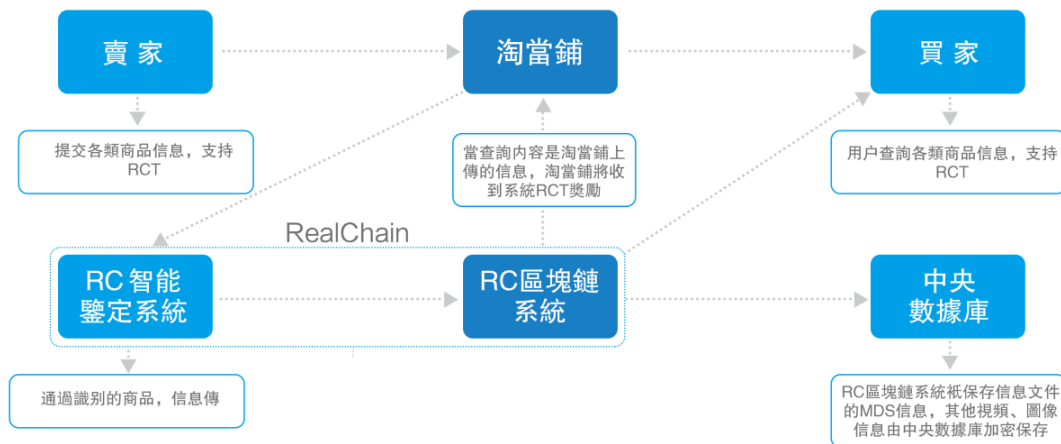 賣家
淘當鋪
買家
提交各類商品信息，支持
RCT
當查詢内容是淘當鋪上
傳的信息，淘當鋪將收
到系統RCT獎勵
用户查詢各類商品信息，支持
RCT
RealChain
RC智能
鑒定系統
RC區塊鏈
系統
中央
數據庫
通過識别的商品，信息傳
RC區塊鏈系統衹保存信息文件
的MDS信息，其他視頻、圖像
信息由中央數據庫加密保存